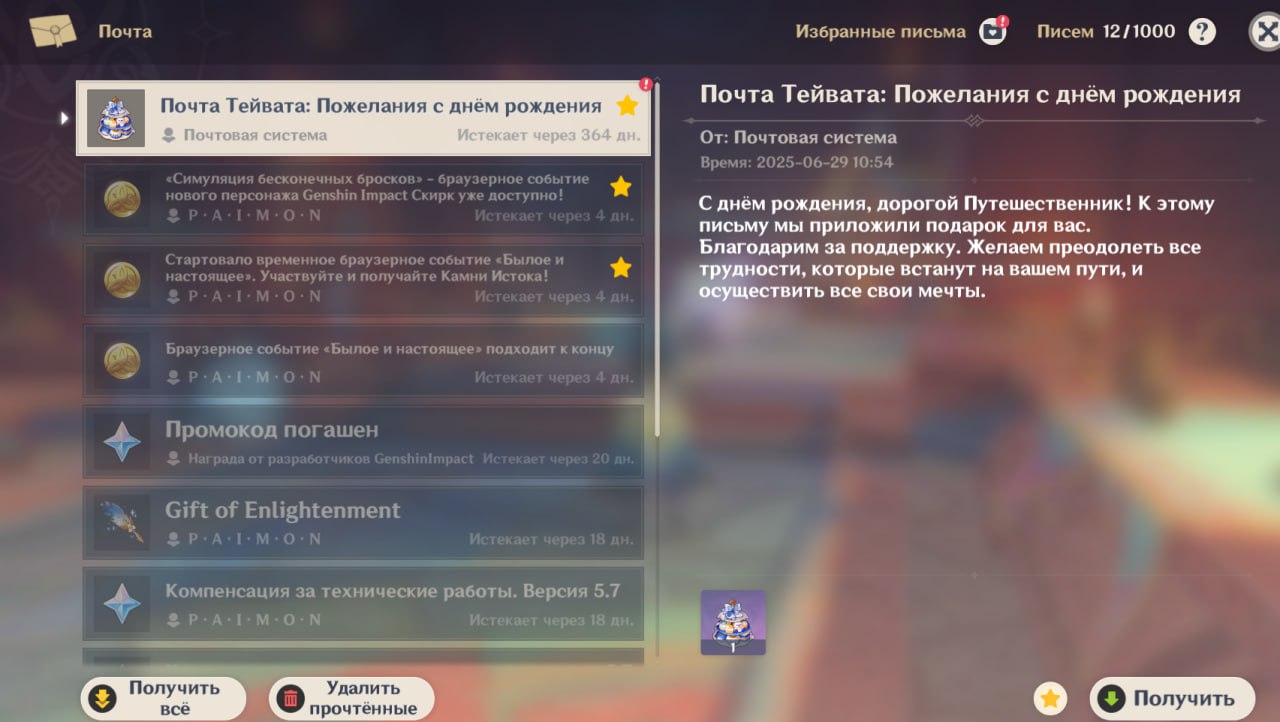 Почта
Избранные письма
Писем 12/1000
?
Почта Тейвата: Пожелания с днём рождения
Почтовая система
Истекает через 364 дн.
«Симуляция бесконечных бросков» – браузерное событие
нового персонажа Genshin Impact Скирк уже доступно!
P·A·I·M·O·N
Истекает через 4 дн.
Стартовало временное браузерное событие «Былое и
настоящее». Участвуйте и получайте Камни Истока!
P·A·I·M·O·N
Истекает через 4 дн.
Браузерное событие «Былое и настоящее» подходит к концу
P·A·I·M·O·N
Истекает через 4 дн.
Промокод погашен
Награда от разработчиков GenshinImpact
Истекает через 20 дн.
Gift of Enlightenment
P·A·I·M·O·N
Истекает через 18 дн.
Компенсация за технические работы. Версия 5.7
P·A·I·M·O·N
Истекает через 18 дн.
Получить
всё
Удалить
прочтённые
Почта Тейвата: Пожелания с днём рождения
От: Почтовая система
Время: 2025-06-29 10:54
С днём рождения, дорогой Путешественник! К этому
письму мы приложили подарок для вас.
Благодарим за поддержку. Желаем преодолеть все
трудности, которые встанут на вашем пути, и
осуществить все свои мечты.
1
Получить